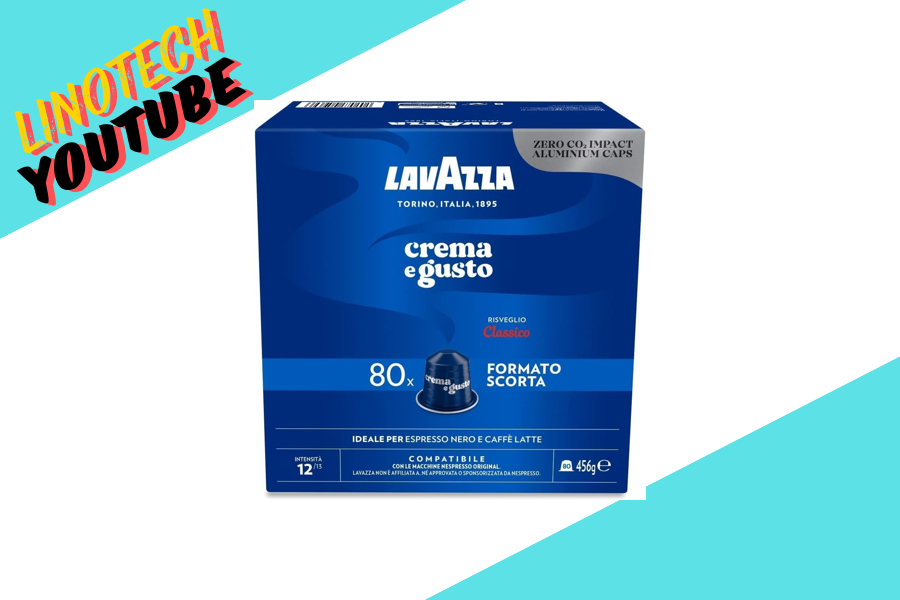 LINOTECH
YOUTUBE
ZERO CO₂ IMPACT
ALUMINIUM CAPS
LAVAZZA
TORINO, ITALIA, 1895
crema
e gusto
RISVEGLIO
Classico
80x
crema
e gusto
FORMATO
SCORTA
IDEALE PER ESPRESSO NERO E CAFFÈ LATTE
INTENSITÀ
12/13
COMPATIBILE
CON LE MACCHINE NESPRESSO ORIGINAL.
LAVAZZA NON È AFFILIATA A, NÉ APPROVATA O SPONSORIZZATA DA NESPRESSO.
80 456g e